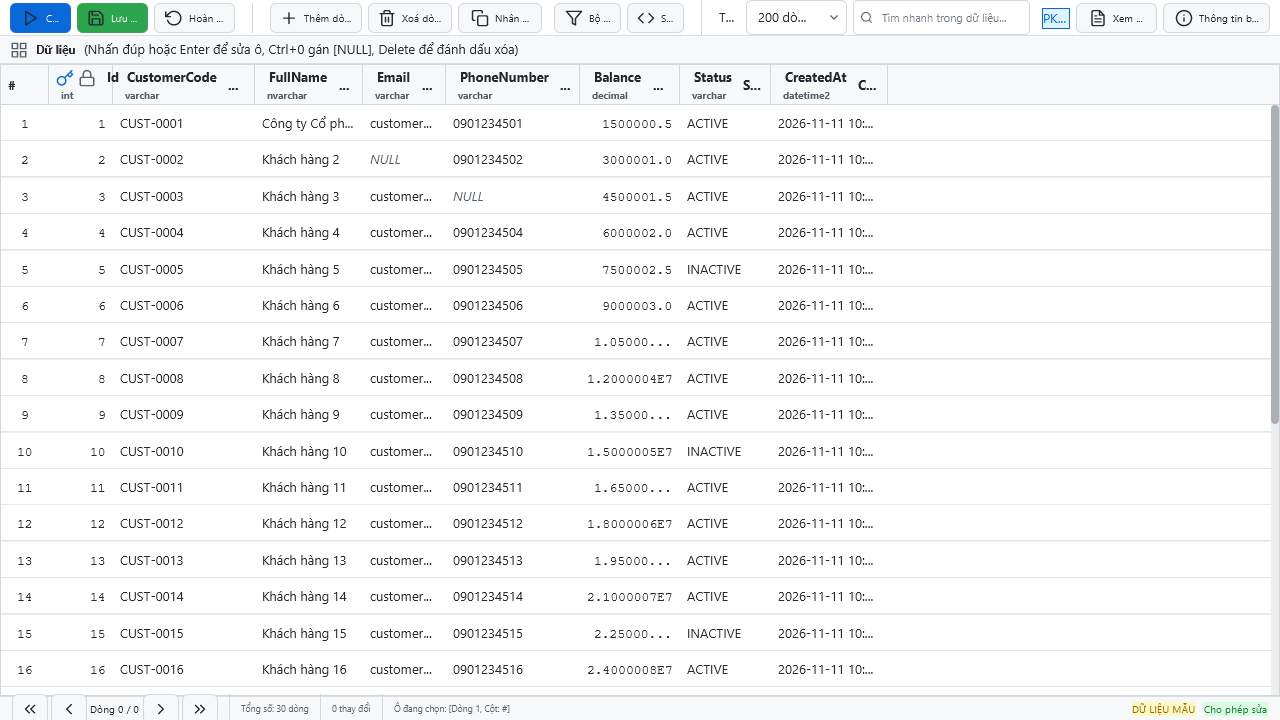 C... Lưu ... Hoàn ... Thêm dò... Xoá dò... Nhân ... Bộ ... S... T... 200 dò... Tìm nhanh trong dữ liệu... PK... Xem ... Thông tin b...
Dữ liệu (Nhấn đúp hoặc Enter để sửa ô, Ctrl+0 gán [NULL], Delete để đánh dấu xóa)
# Id CustomerCode ... FullName ... Email ... PhoneNumber ... Balance ... Status S... CreatedAt C...
int varchar nvarchar varchar varchar decimal varchar datetime2
1 1 CUST-0001 Công ty Cổ ph... customer... 0901234501 1500000.5 ACTIVE 2026-11-11 10:...
2 2 CUST-0002 Khách hàng 2 NULL 0901234502 3000001.0 ACTIVE 2026-11-11 10:...
3 3 CUST-0003 Khách hàng 3 customer... NULL 4500001.5 ACTIVE 2026-11-11 10:...
4 4 CUST-0004 Khách hàng 4 customer... 0901234504 6000002.0 ACTIVE 2026-11-11 10:...
5 5 CUST-0005 Khách hàng 5 customer... 0901234505 7500002.5 INACTIVE 2026-11-11 10:...
6 6 CUST-0006 Khách hàng 6 customer... 0901234506 9000003.0 ACTIVE 2026-11-11 10:...
7 7 CUST-0007 Khách hàng 7 customer... 0901234507 1.05000... ACTIVE 2026-11-11 10:...
8 8 CUST-0008 Khách hàng 8 customer... 0901234508 1.2000004E7 ACTIVE 2026-11-11 10:...
9 9 CUST-0009 Khách hàng 9 customer... 0901234509 1.35000... ACTIVE 2026-11-11 10:...
10 10 CUST-0010 Khách hàng 10 customer... 0901234510 1.5000005E7 INACTIVE 2026-11-11 10:...
11 11 CUST-0011 Khách hàng 11 customer... 0901234511 1.65000... ACTIVE 2026-11-11 10:...
12 12 CUST-0012 Khách hàng 12 customer... 0901234512 1.8000006E7 ACTIVE 2026-11-11 10:...
13 13 CUST-0013 Khách hàng 13 customer... 0901234513 1.95000... ACTIVE 2026-11-11 10:...
14 14 CUST-0014 Khách hàng 14 customer... 0901234514 2.1000007E7 ACTIVE 2026-11-11 10:...
15 15 CUST-0015 Khách hàng 15 customer... 0901234515 2.25000... INACTIVE 2026-11-11 10:...
16 16 CUST-0016 Khách hàng 16 customer... 0901234516 2.4000008E7 ACTIVE 2026-11-11 10:...
Dòng 0 / 0 Tổng số: 30 dòng 0 thay đổi Ô đang chọn: [Dòng 1, Cột: #] DỮ LIỆU MẪU Cho phép sửa